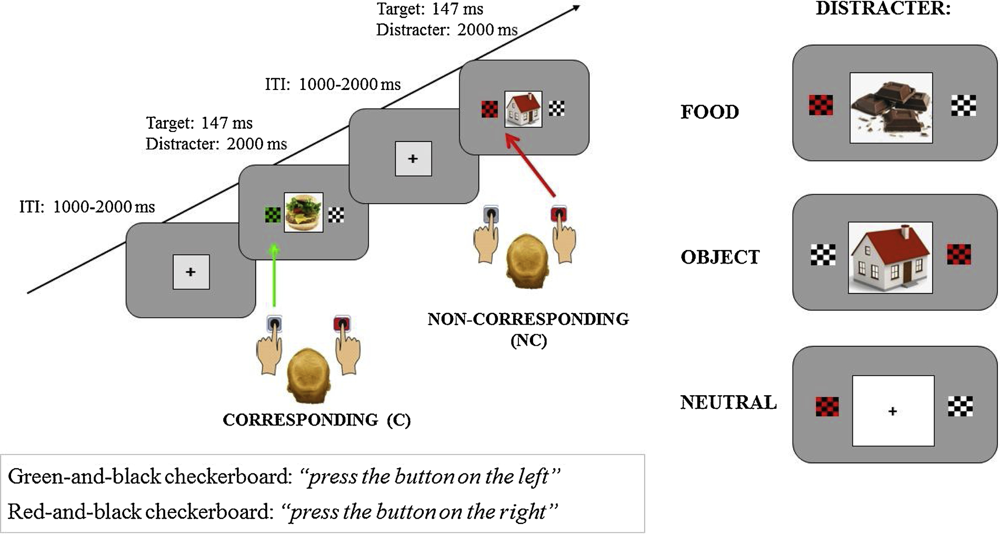 Target: 147 ms
Distracter: 2000 ms
ITI: 1000-2000 ms
Target: 147 ms
Distracter: 2000 ms
ITI: 1000-2000 ms
+
+
CORRESPONDING (C)
NON-CORRESPONDING
(NC)
DISTRACTER:
FOOD
OBJECT
NEUTRAL
+
Green-and-black checkerboard: “press the button on the left”
Red-and-black checkerboard: “press the button on the right”